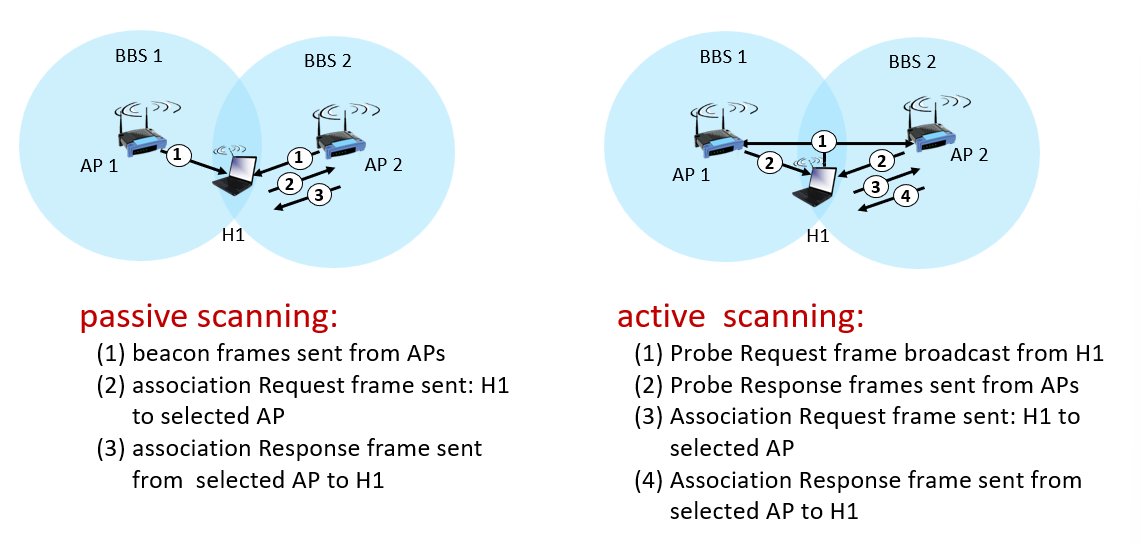 BBS 1
BBS 2
AP 1
1
1
2
3
AP 2
H1
BBS 1
BBS 2
AP 1
1
2
2
3
4
AP 2
H1
passive scanning:
(1) beacon frames sent from APs
(2) association Request frame sent: H1
to selected AP
(3) association Response frame sent
from selected AP to H1
active scanning:
(1) Probe Request frame broadcast from H1
(2) Probe Response frames sent from APs
(3) Association Request frame sent: H1 to
selected AP
(4) Association Response frame sent from
selected AP to H1